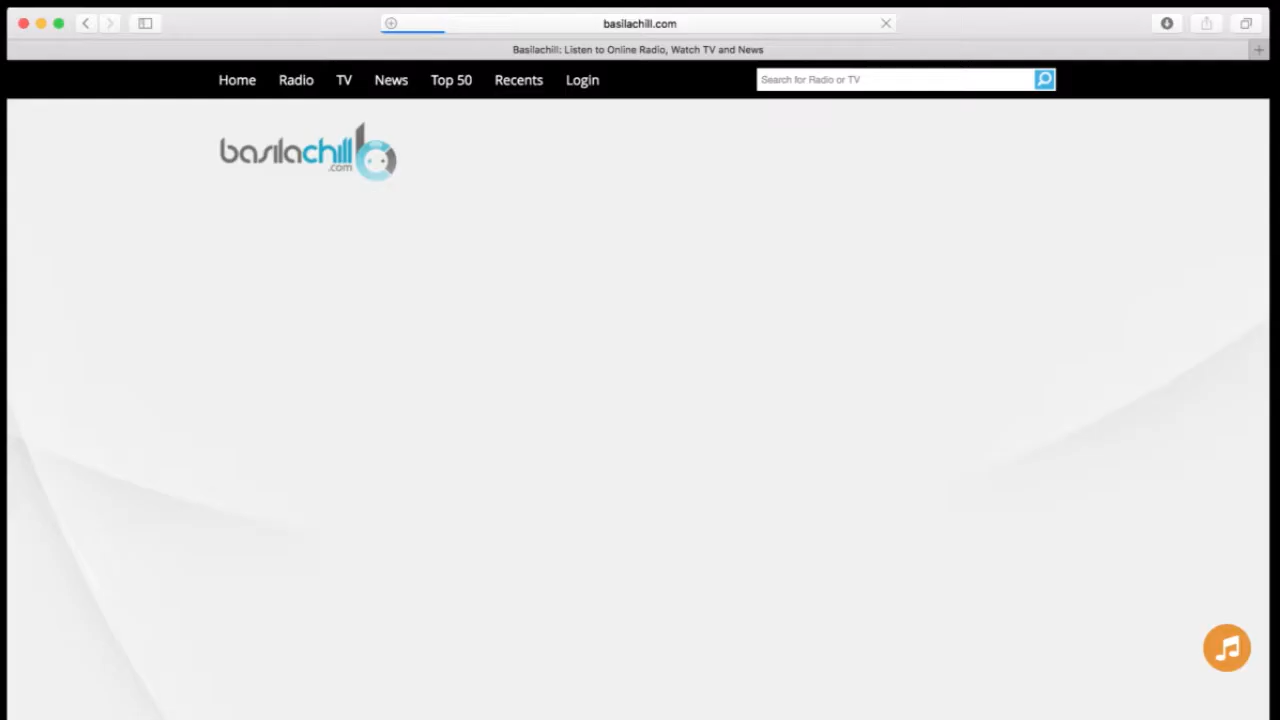 basilachill.com
Basilachill: Listen to Online Radio, Watch TV and News
Home Radio TV News Top 50 Recents Login Search for Radio or TV
basilachill
.com